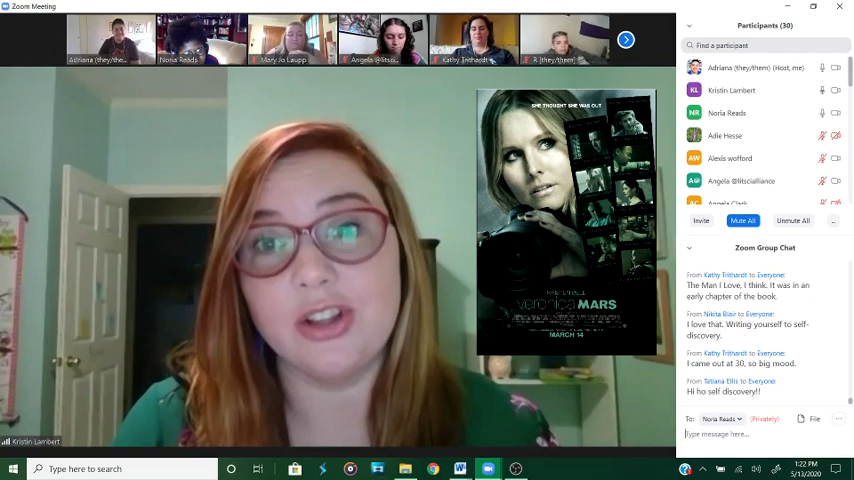 Zoom Meeting
Adriana (they/the...
Noria Reads
Mary Jo Laupp
Angela @litsci...
Kathy Trithardt
R (they/them)
SHE THOUGHT SHE WAS OUT
veronica MARS
MARCH 14
Kristin Lambert
Participants (30)
Find a participant
Adriana (they/them) (Host, me)
KL Kristin Lambert
NR Noria Reads
Adie Hesse
AW Alexis wofford
A@ Angela @litscialliance
Angela Clark
Invite Mute All Unmute All ...
Zoom Group Chat
From Kathy Trithardt to Everyone:
The Man I Love, I think. It was in
an early chapter of the book.
From Nikita Blair to Everyone:
I love that. Writing yourself to self-
discovery.
From Kathy Trithardt to Everyone:
I came out at 30, so big mood.
From Tatiana Ellis to Everyone:
Hi ho self discovery!!
To: Noria Reads (Privately) File ...
Type message here...
Type here to search
1:22 PM
5/13/2020